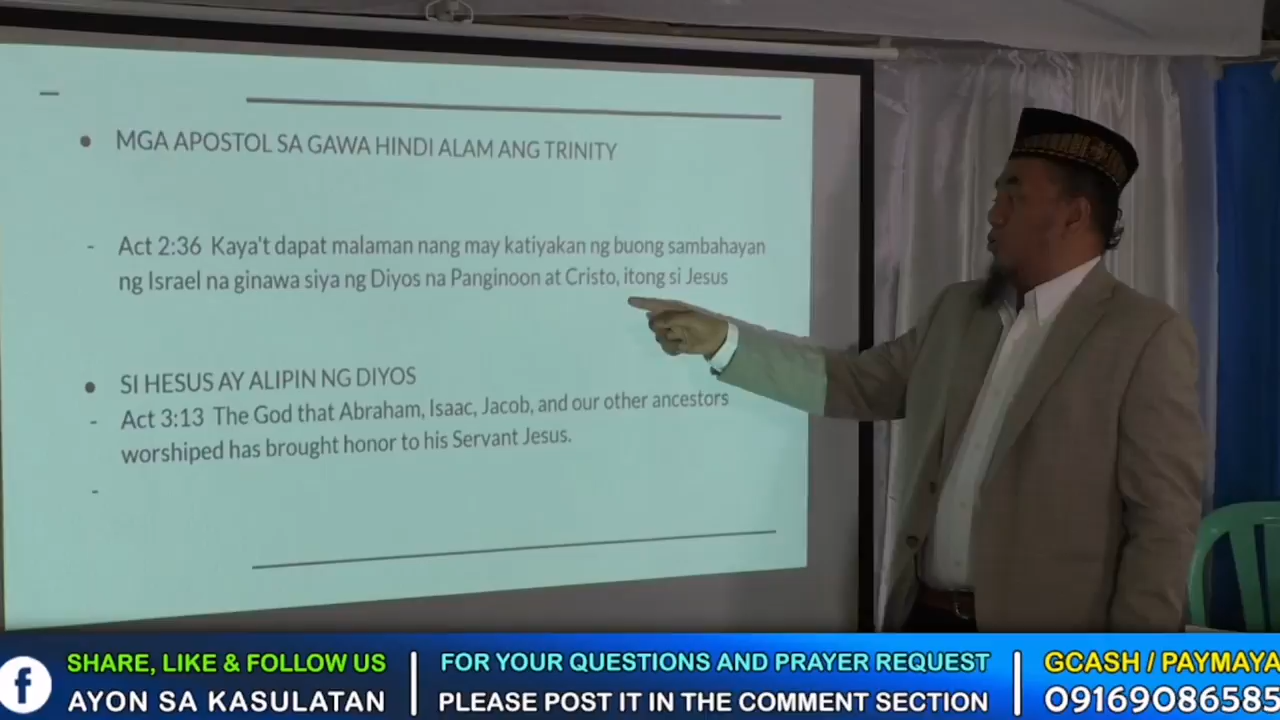 MGA APOSTOL SA GAWA HINDI ALAM ANG TRINITY
- Act 2:36 Kaya't dapat malaman nang may katiyakan ng buong sambahayan
ng Israel na ginawa siya ng Diyos na Panginoon at Cristo, itong si Jesus
SI HESUS AY ALIPIN NG DIYOS
- Act 3:13 The God that Abraham, Isaac, Jacob, and our other ancestors
worshiped has brought honor to his Servant Jesus.
-
f
SHARE, LIKE & FOLLOW US
AYON SA KASULATAN
FOR YOUR QUESTIONS AND PRAYER REQUEST
PLEASE POST IT IN THE COMMENT SECTION
GCASH / PAYMAYA
09169086585